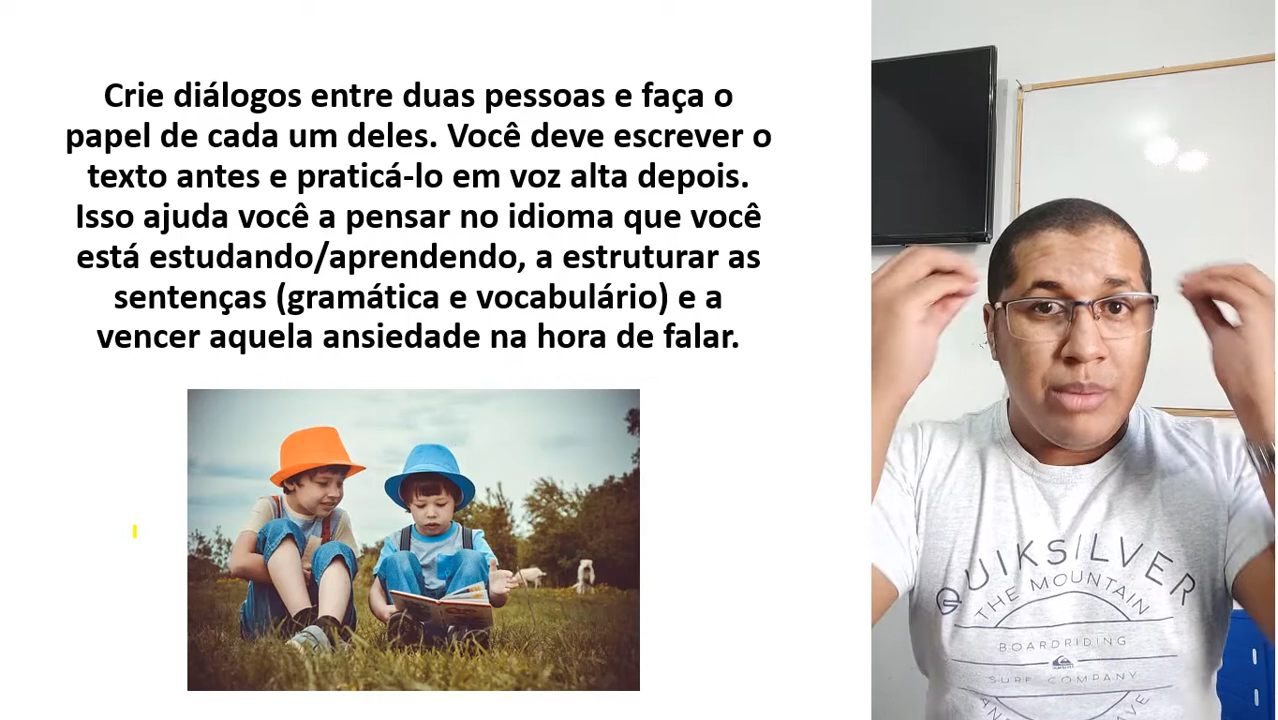 Crie diálogos entre duas pessoas e faça o
papel de cada um deles. Você deve escrever o
texto antes e praticá-lo em voz alta depois.
Isso ajuda você a pensar no idioma que você
está estudando/aprendendo, a estruturar as
sentenças (gramática e vocabulário) e a
vencer aquela ansiedade na hora de falar.
QUIKSILVER
THE MOUNTAIN
BOARDRIDING
SURF COMPANY